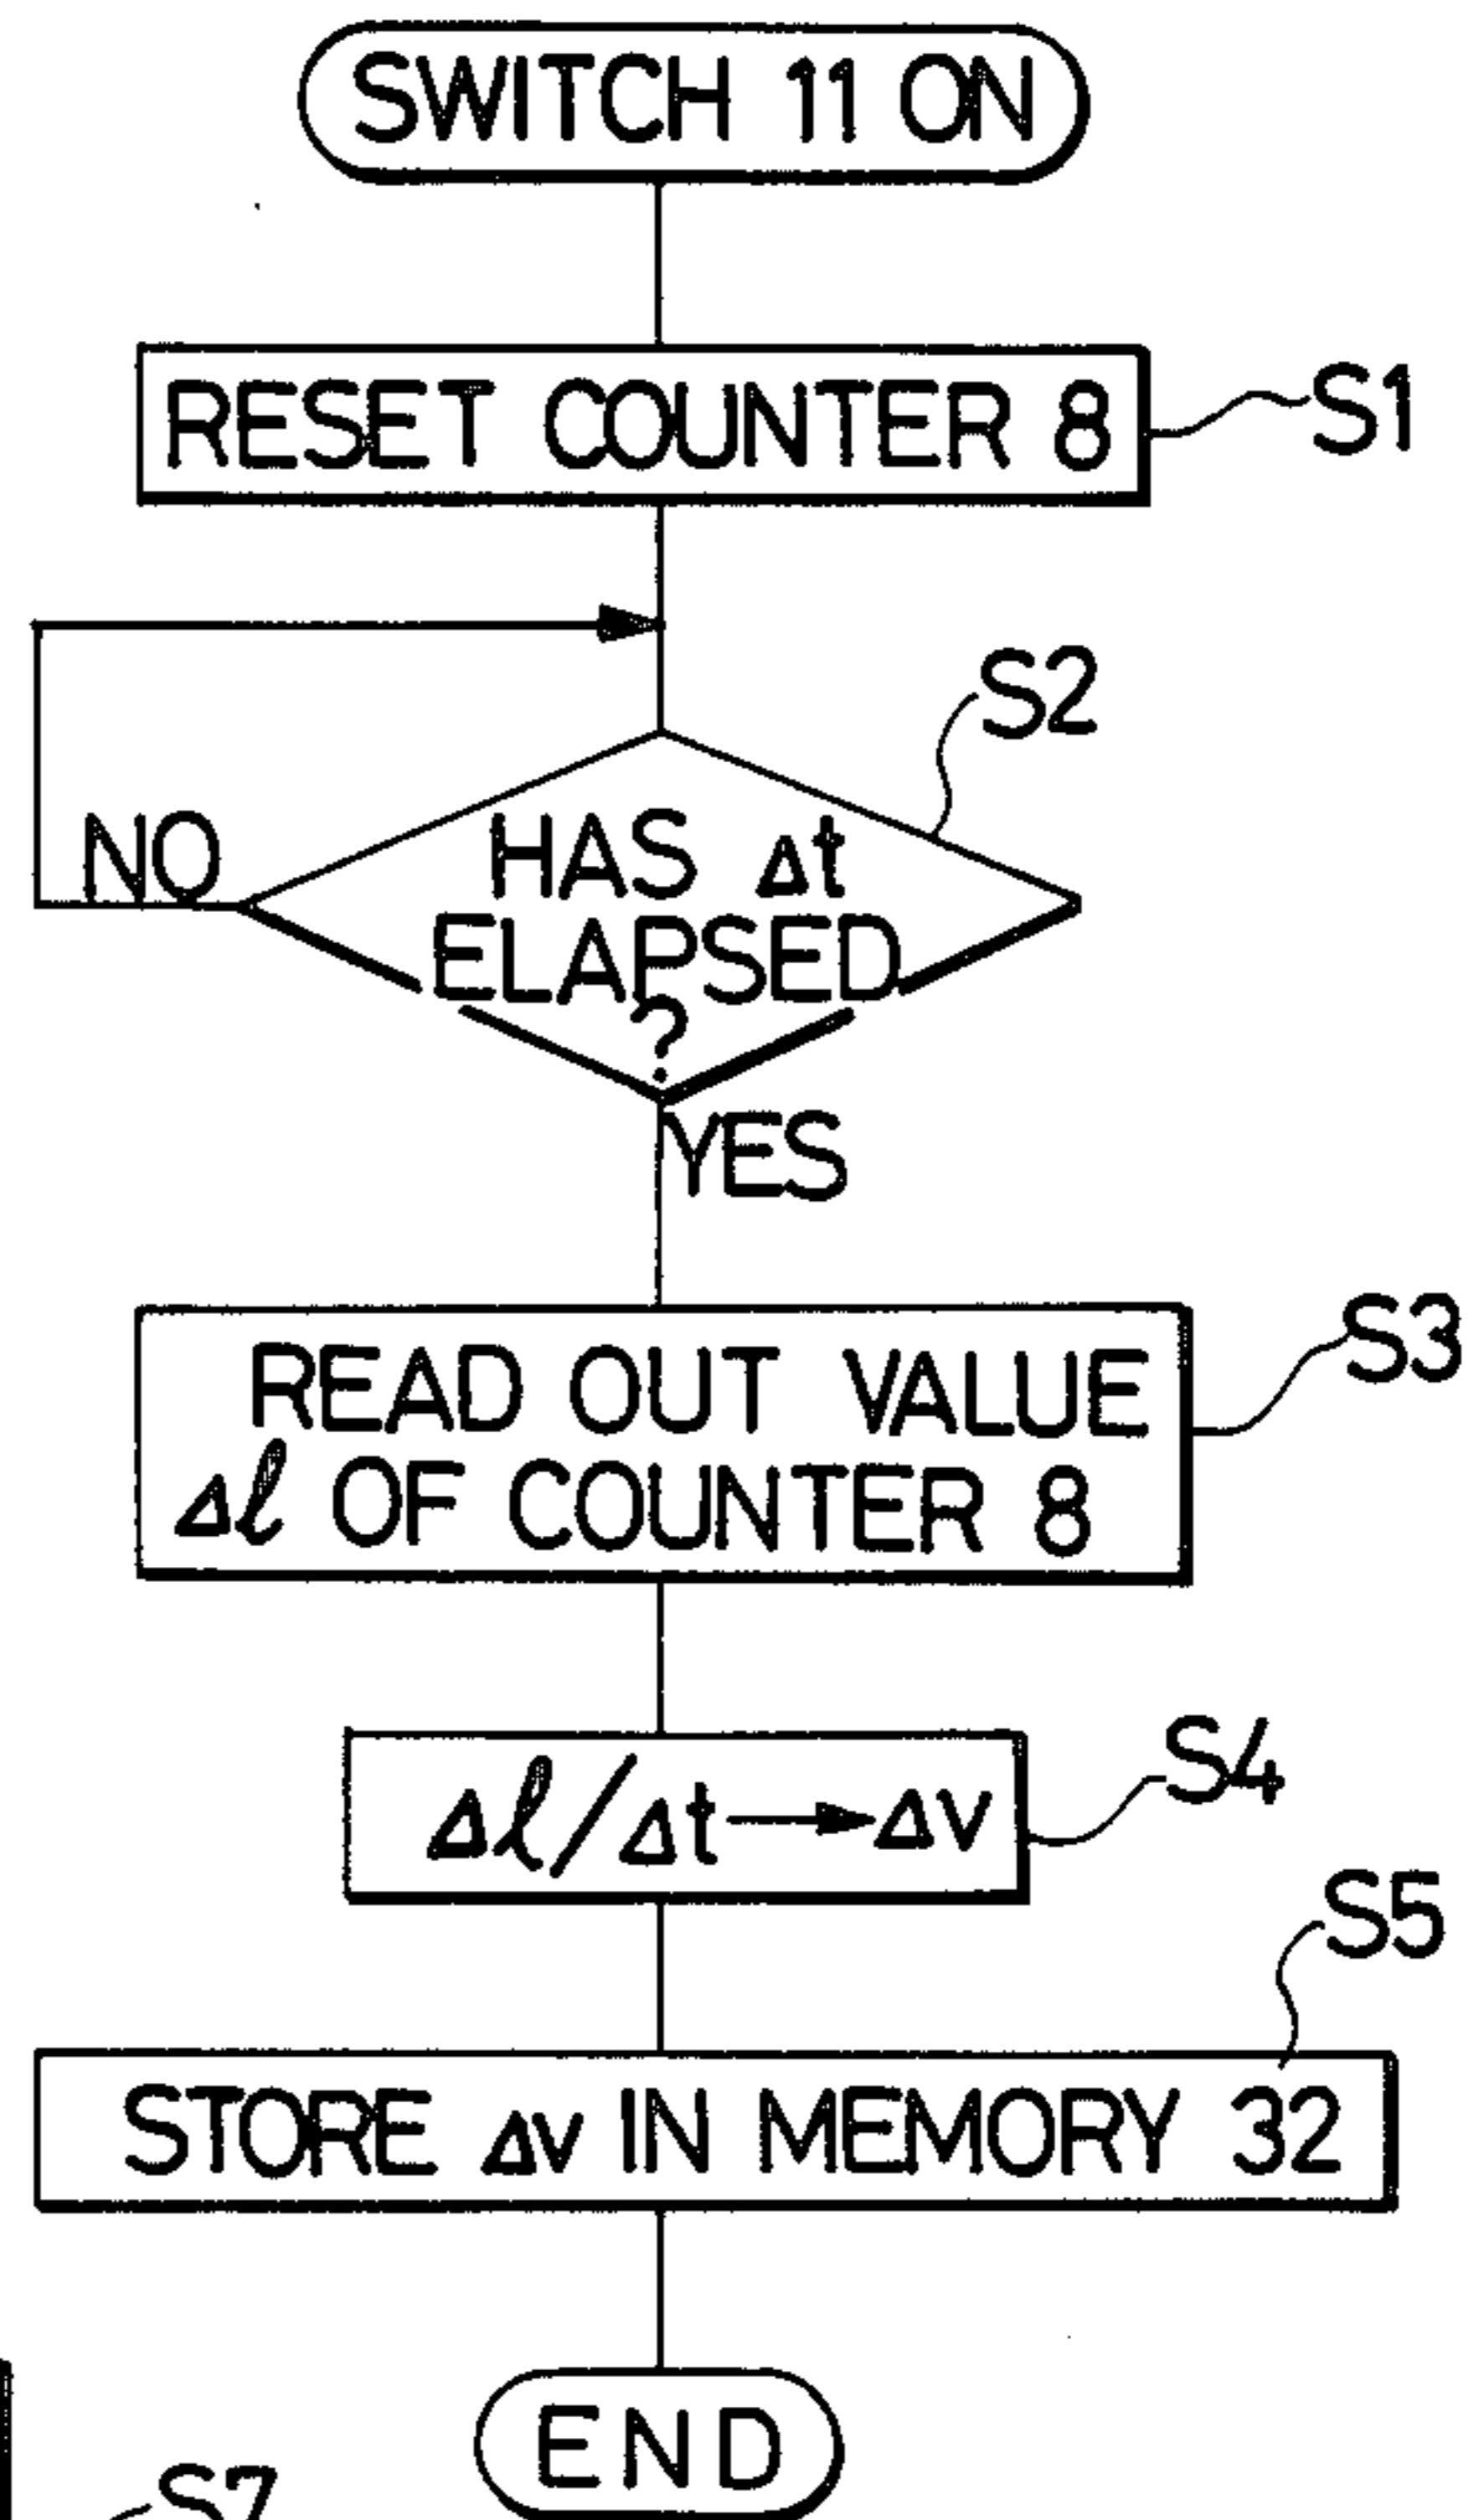 SWITCH 11 ON
RESET COUNTER 8
S1
S2
HAS Δt
ELAPSED
?
NO
YES
READ OUT VALUE
Δℓ OF COUNTER 8
S3
Δℓ/Δt→Δv
S4
S5
STORE Δv IN MEMORY 32
END
S7